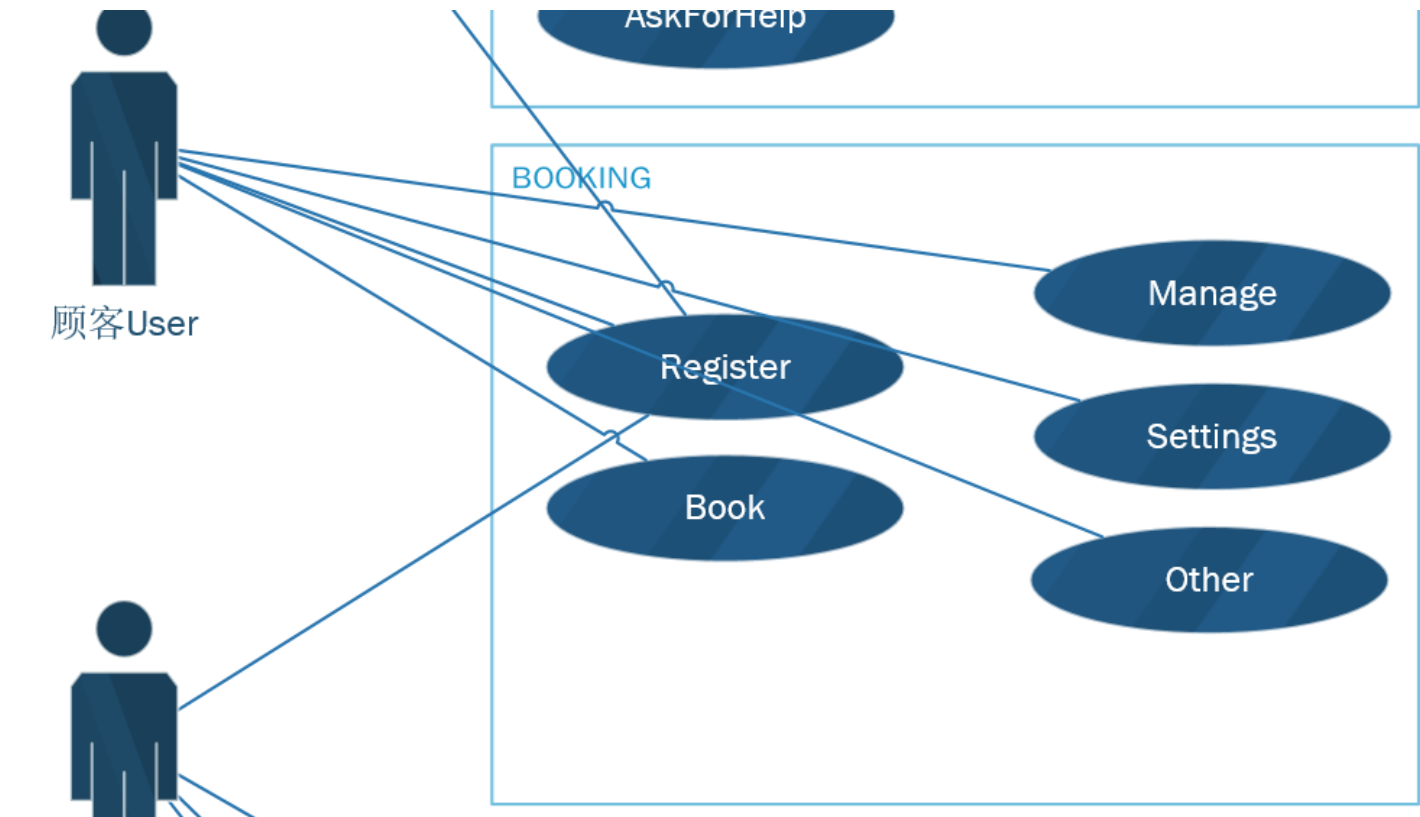 AskForHelp
BOOKING
Manage
顾客User
Register
Settings
Book
Other